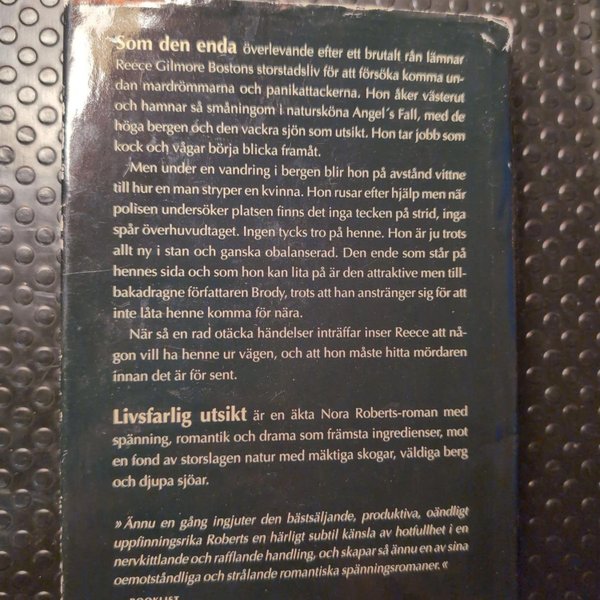 Som den enda överlevande efter ett brutalt rån lämnar
Reece Gilmore Bostons storstadsliv för att försöka komma un-
dan mardrömmarna och panikattackerna. Hon åker västerut
och hamnar så småningom i natursköna Angel´s Fall, med de
höga bergen och den vackra sjön som utsikt. Hon tar jobb som
kock och vågar börja blicka framåt.
Men under en vandring i bergen blir hon på avstånd vittne
till hur en man stryper en kvinna. Hon rusar efter hjälp men när
polisen undersöker platsen finns det inga tecken på strid, inga
spår överhuvudtaget. Ingen tycks tro på henne. Hon är ju trots
allt ny i stan och ganska obalanserad. Den ende som står på
hennes sida och som hon kan lita på är den attraktive men till-
bakadragne författaren Brody, trots att han anstränger sig för att
inte låta henne komma för nära.
När så en rad otäcka händelser inträffar inser Reece att nå-
gon vill ha henne ur vägen, och att hon måste hitta mördaren
innan det är för sent.
Livsfarlig utsikt är en äkta Nora Roberts-roman med
spänning, romantik och drama som främsta ingredienser, mot
en fond av storslagen natur med mäktiga skogar, väldiga berg
och djupa sjöar.
» Ännu en gång ingjuter den bästsäljande, produktiva, oändligt
uppfinningsrika Roberts en härligt subtil känsla av hotfullhet i en
nervkittlande och rafflande handling, och skapar så ännu en av sina
oemotståndliga och strålande romantiska spänningsromaner.«
BOOKLIST